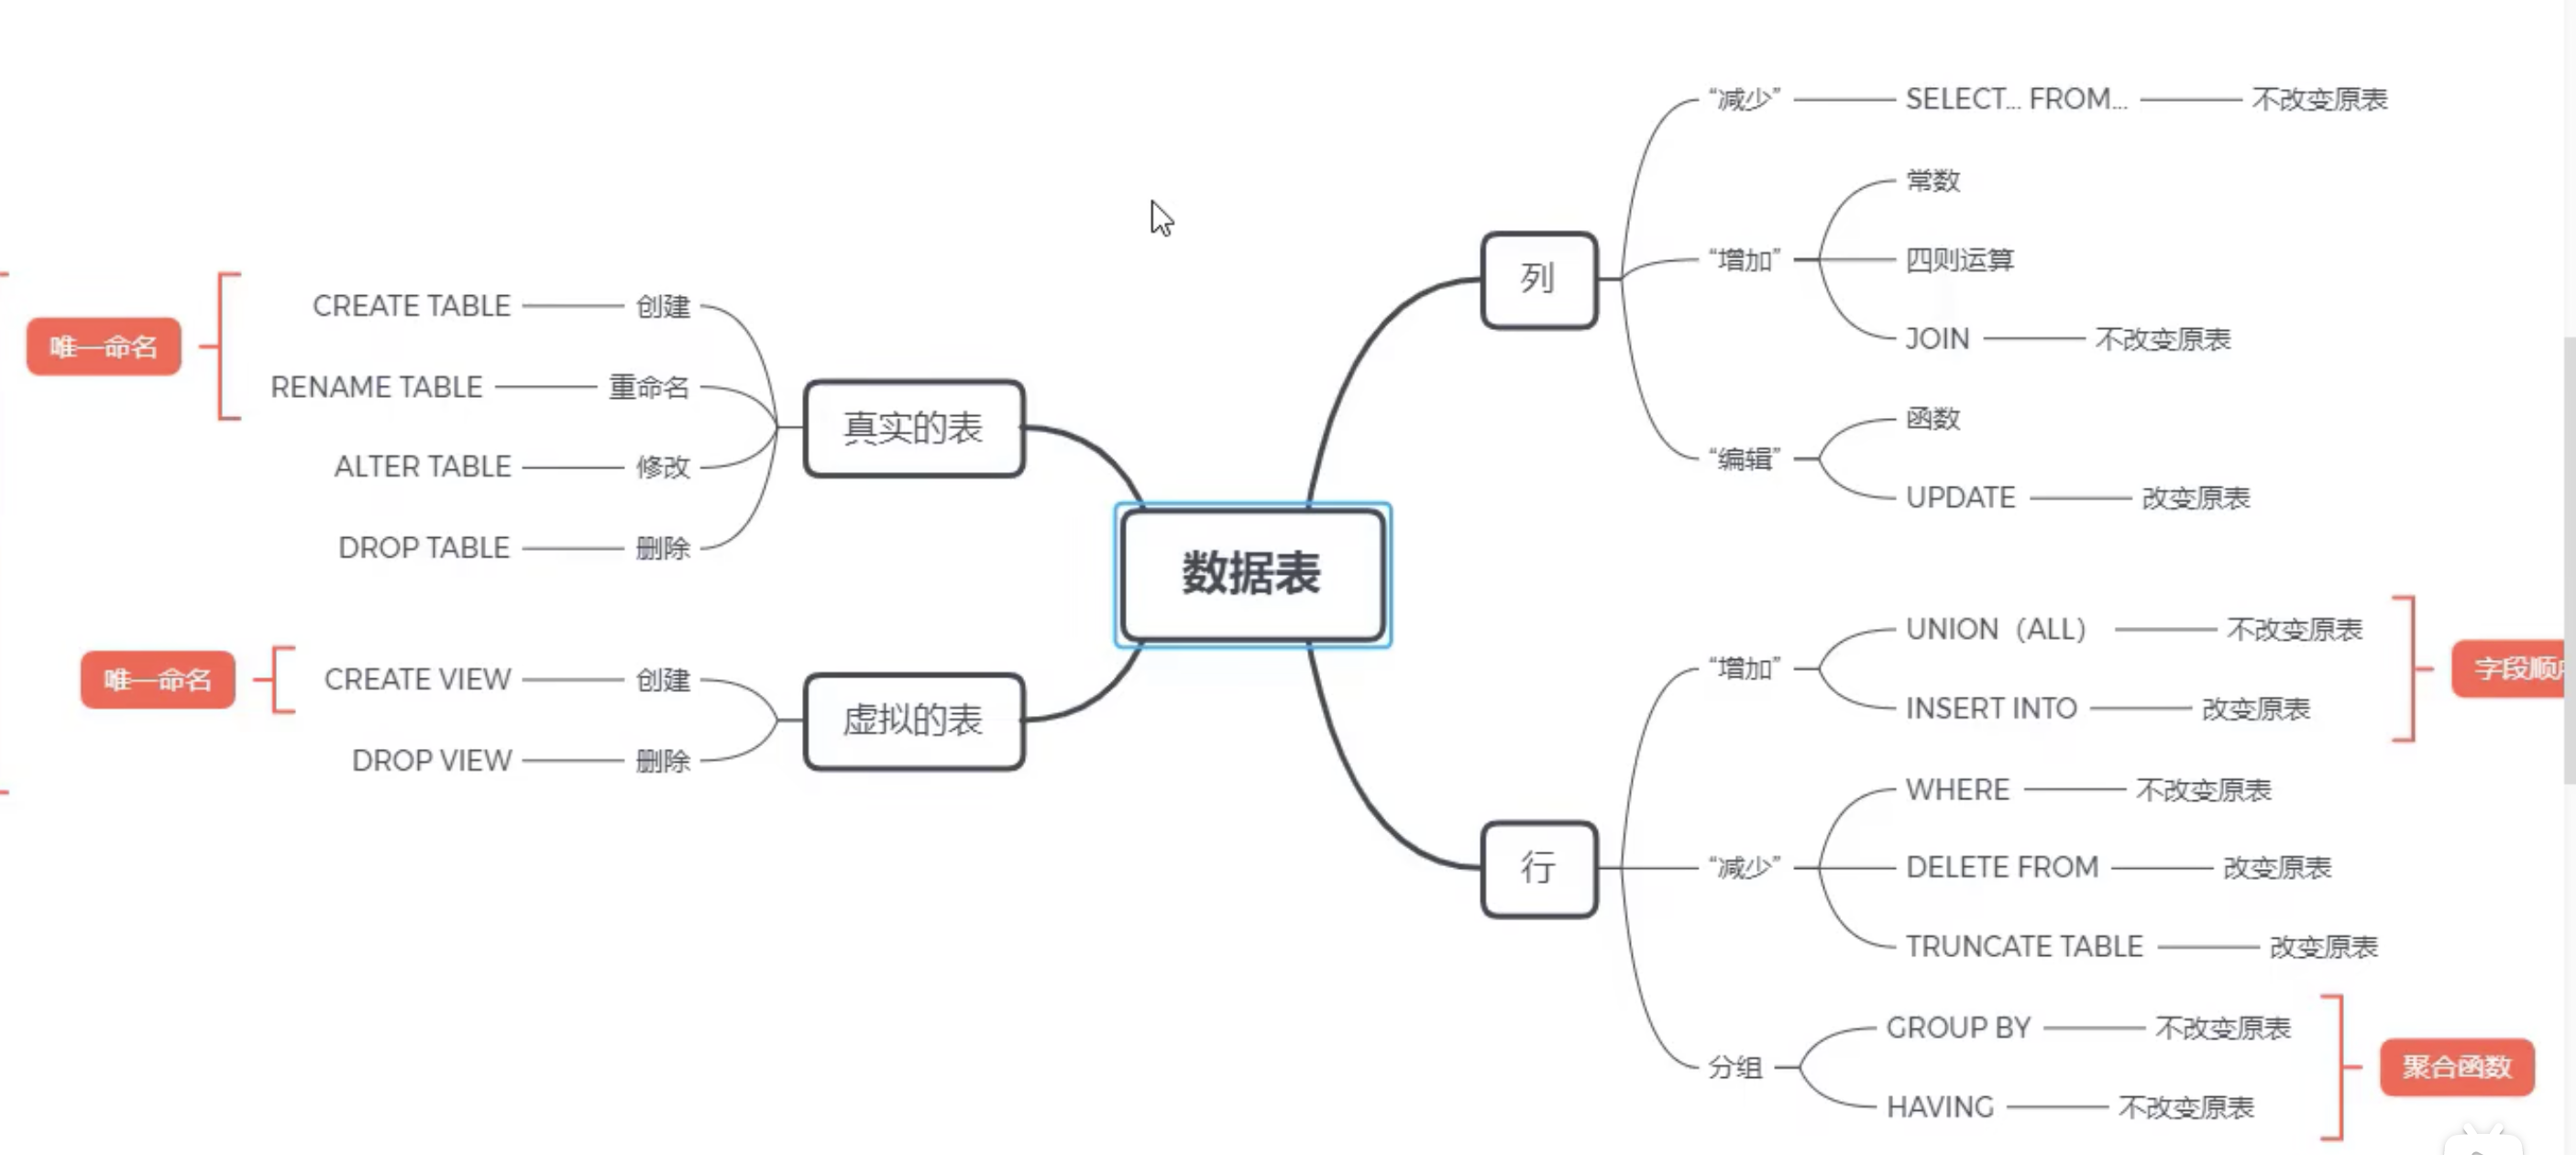 数据表
真实的表
创建
CREATE TABLE
重命名
RENAME TABLE
唯一命名
修改
ALTER TABLE
删除
DROP TABLE
虚拟的表
创建
CREATE VIEW
唯一命名
删除
DROP VIEW
列
“减少”
SELECT... FROM...
不改变原表
“增加”
常数
四则运算
JOIN
不改变原表
“编辑”
函数
UPDATE
改变原表
行
“增加”
UNION（ALL）
不改变原表
INSERT INTO
改变原表
字段顺
“减少”
WHERE
不改变原表
DELETE FROM
改变原表
TRUNCATE TABLE
改变原表
分组
GROUP BY
不改变原表
HAVING
不改变原表
聚合函数